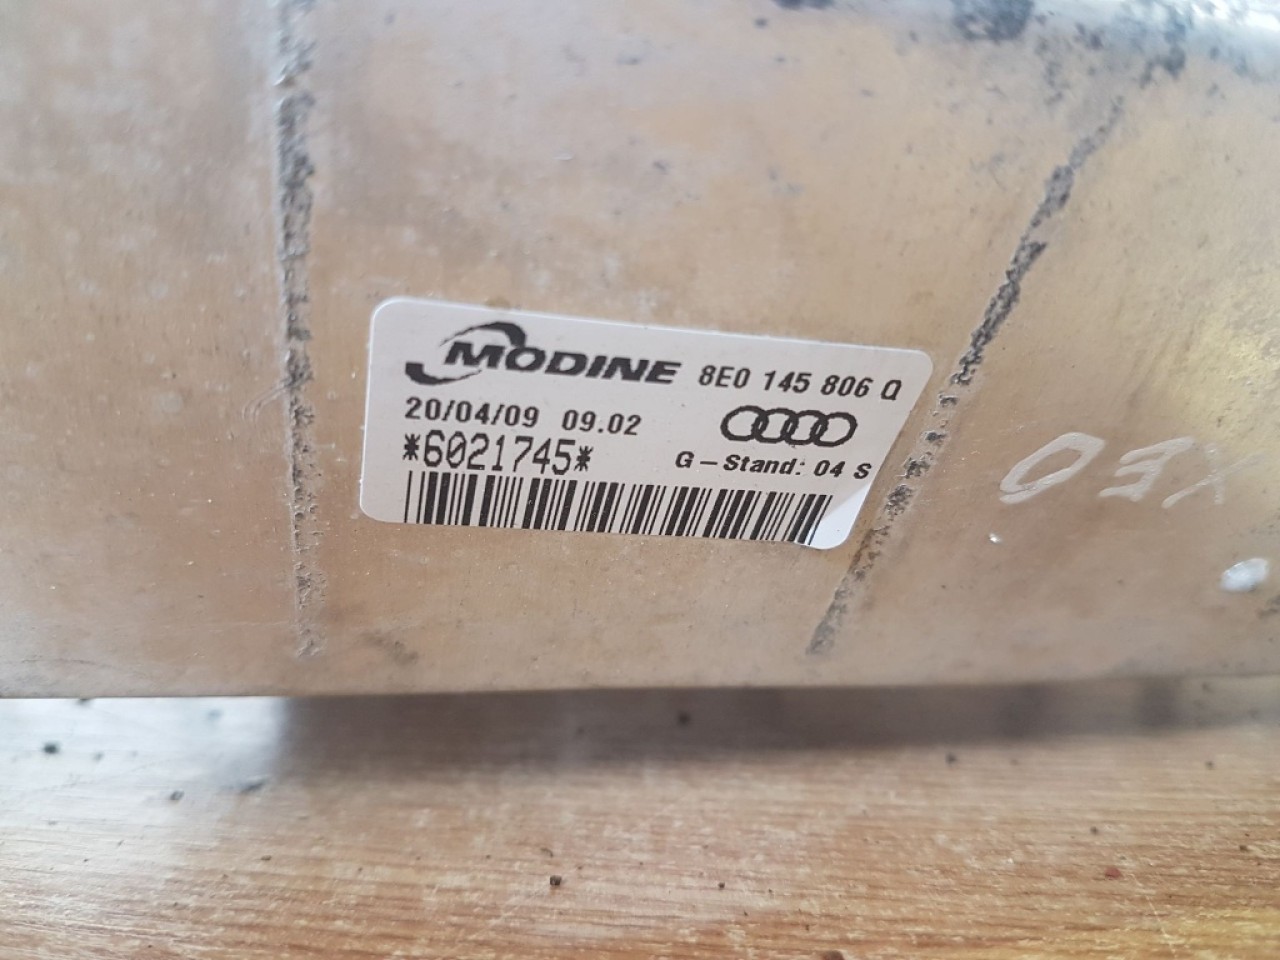 MODINE 8E0 145 806 Q
20/04/09 09.02
*6021745*
G-Stand: 04 S